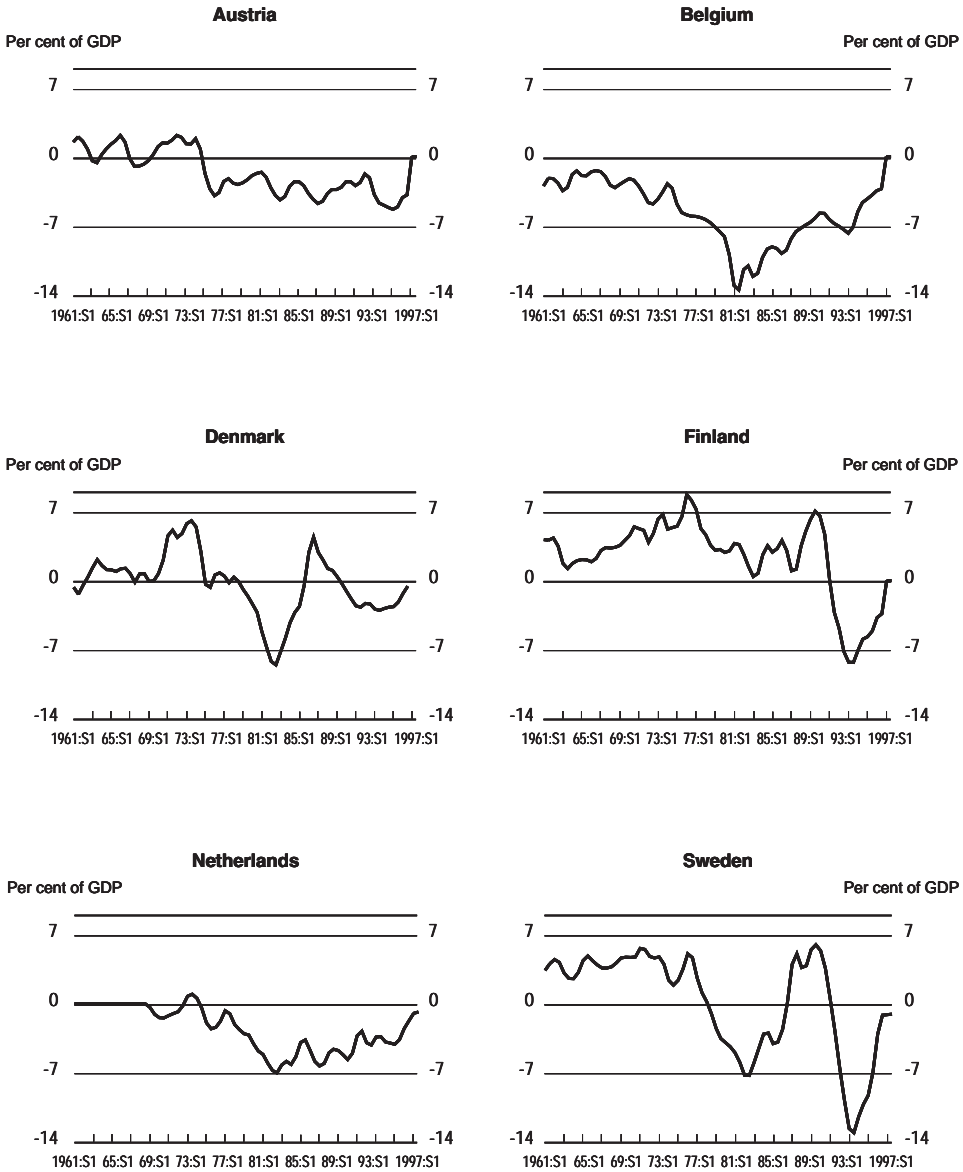 Austria
Belgium
Per cent of GDP
Per cent of GDP
7 7 7 7
0 0 0 0
-7 -7 -7 -7
-14 -14 -14 -14
1961:S1 65:S1 69:S1 73:S1 77:S1 81:S1 85:S1 89:S1 93:S1 1997:S1
1961:S1 65:S1 69:S1 73:S1 77:S1 81:S1 85:S1 89:S1 93:S1 1997:S1
Denmark
Finland
Per cent of GDP
Per cent of GDP
7 7 7 7
0 0 0 0
-7 -7 -7 -7
-14 -14 -14 -14
1961:S1 65:S1 69:S1 73:S1 77:S1 81:S1 85:S1 89:S1 93:S1 1997:S1
1961:S1 65:S1 69:S1 73:S1 77:S1 81:S1 85:S1 89:S1 93:S1 1997:S1
Netherlands
Sweden
Per cent of GDP
Per cent of GDP
7 7 7 7
0 0 0 0
-7 -7 -7 -7
-14 -14 -14 -14
1961:S1 65:S1 69:S1 73:S1 77:S1 81:S1 85:S1 89:S1 93:S1 1997:S1
1961:S1 65:S1 69:S1 73:S1 77:S1 81:S1 85:S1 89:S1 93:S1 1997:S1